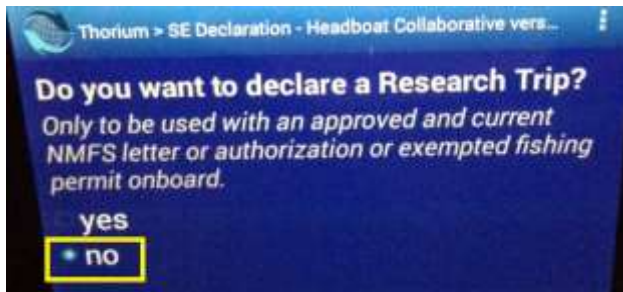 Thorium > SE Declaration - Headboat Collaborative vers...
Do you want to declare a Research Trip?
Only to be used with an approved and current
NMFS letter or authorization or exempted fishing
permit onboard.
yes
no